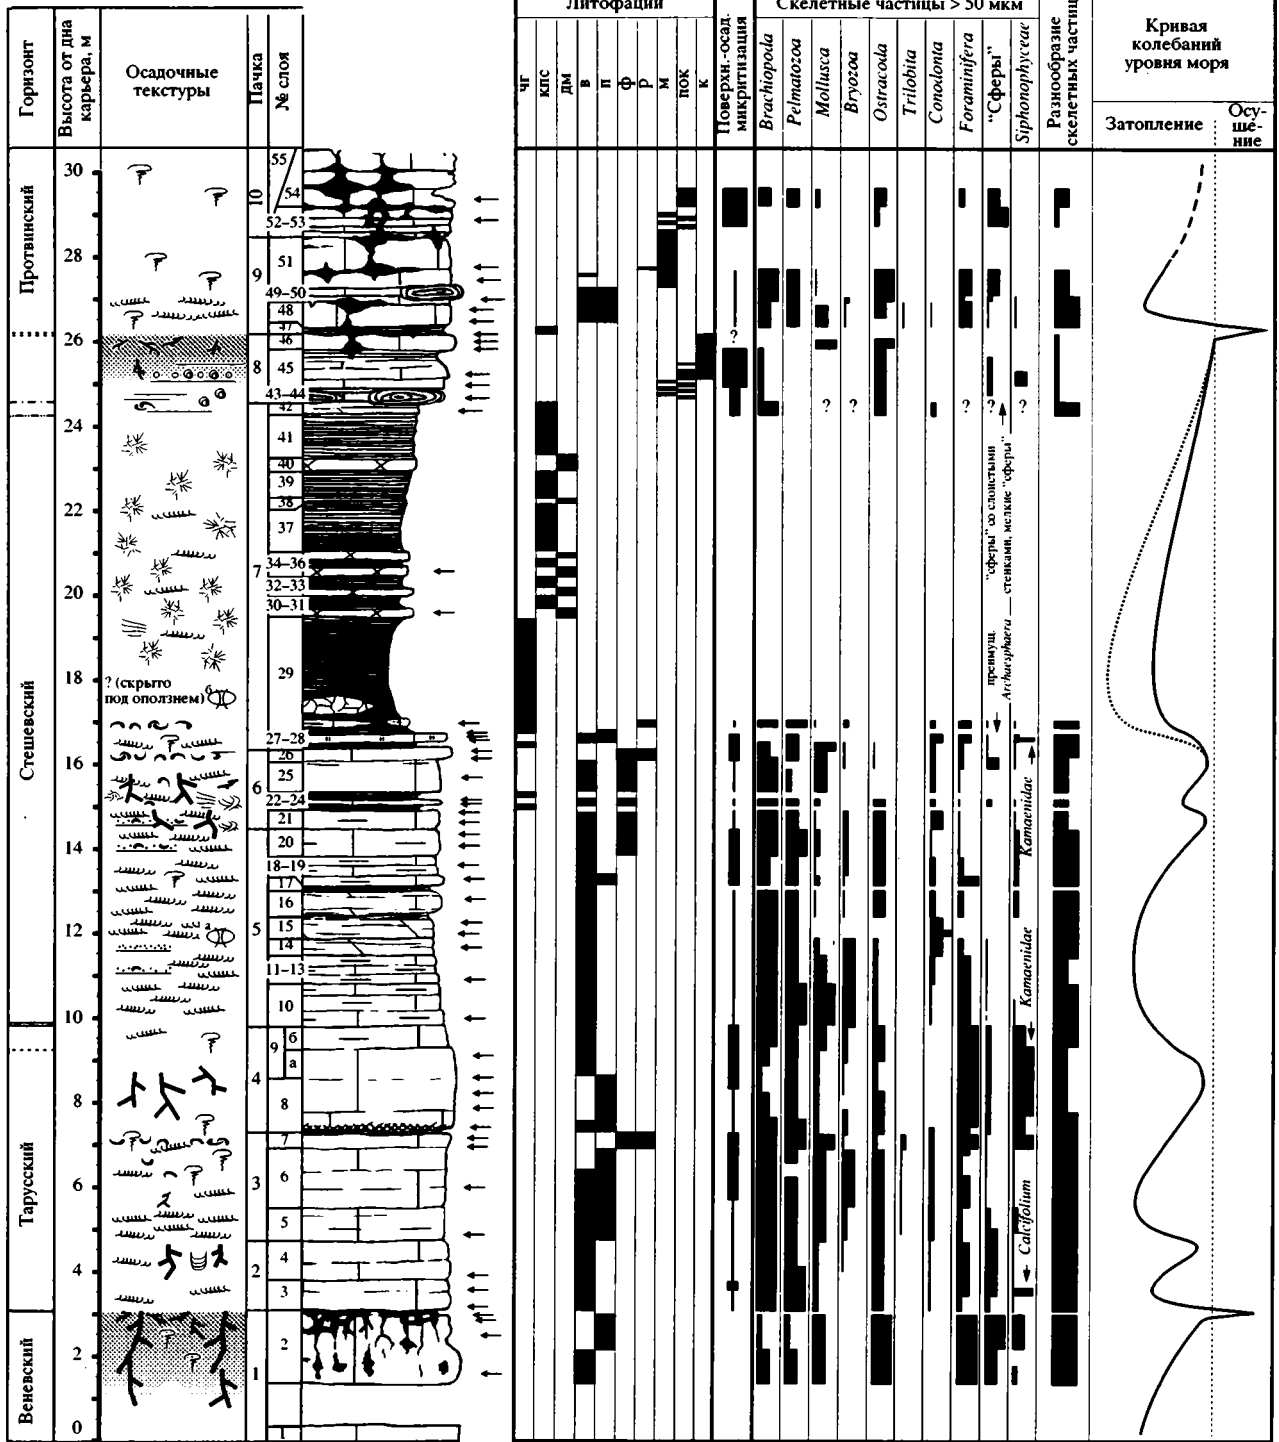 Горизонт
Высота от дна
карьера, м
Осадочные
текстуры
Пачка
№ слоя
Литофации
чг
кпс
дм
в
п
ф
р
м
пок
к
Поверхн.-осад.
микритизация
Скелетные частицы > 50 мкм
Brachiopoda
Pelmatozoa
Mollusca
Bryozoa
Ostracoda
Trilobita
Conodonta
Foraminifera
"Сферы"
Siphonophyceae
Разнообразие
скелетных частиц
Кривая
колебаний
уровня моря
Затопление
Осу-
ше-
ние
Протвинский
Стешевский
Тарусский
Веневский
30
28
26
24
22
20
18
16
14
12
10
8
6
4
2
0
? (скрыто
под оползнем)
б
а
10
9
8
7
6
5
4
3
2
1
55
54
52–53
51
49–50
48
47
46
45
43–44
42
41
40
39
38
37
34–36
32–33
30–31
29
27–28
26
25
22–24
21
20
18–19
17
16
15
14
11–13
10
9
б
а
8
7
6
5
4
3
2
1
?
? ? ? ? ?
преимущ. "сферы" со слоистыми
Archaesphaera — стенками, мелкие "сферы"
Kamaenidae
Kamaenidae
Calcifolium